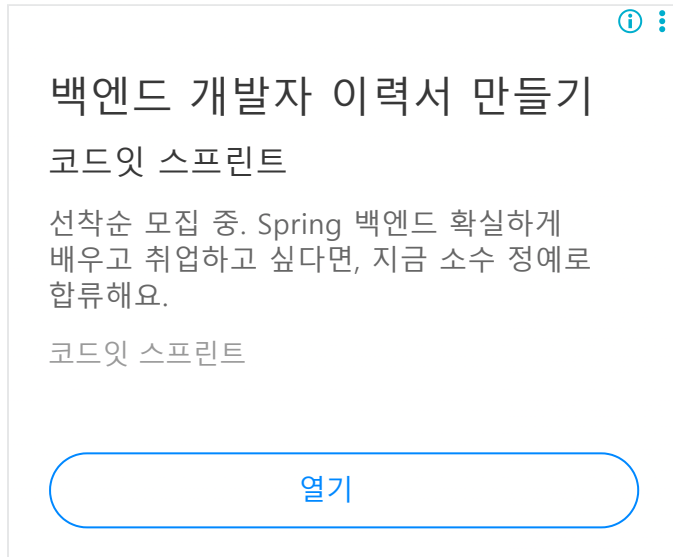 백엔드 개발자 이력서 만들기
코드잇 스프린트
선착순 모집 중. Spring 백엔드 확실하게
배우고 취업하고 싶다면, 지금 소수 정예로
합류해요.
코드잇 스프린트
열기